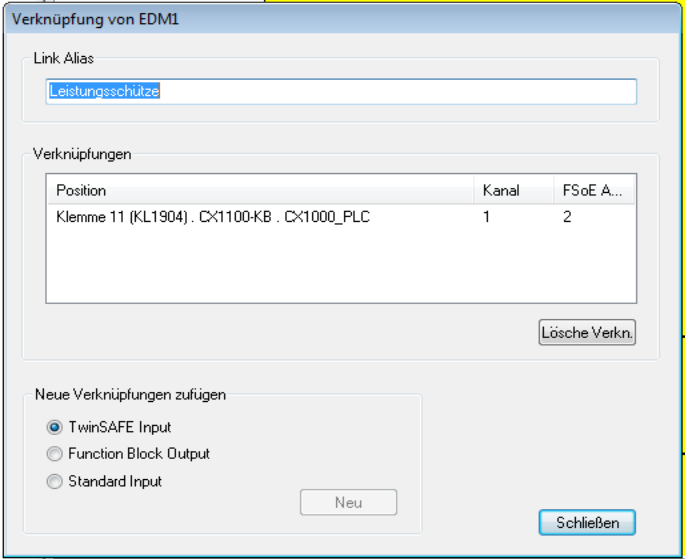 Verknüpfung von EDM1
Link Alias
Leistungsschütze
Verknüpfungen
Position Kanal FSoE A...
Klemme 11 (KL1904) . CX1100-KB . CX1000_PLC 1 2
Lösche Verkn.
Neue Verknüpfungen zufügen
TwinSAFE Input
Function Block Output
Standard Input
Neu
Schließen